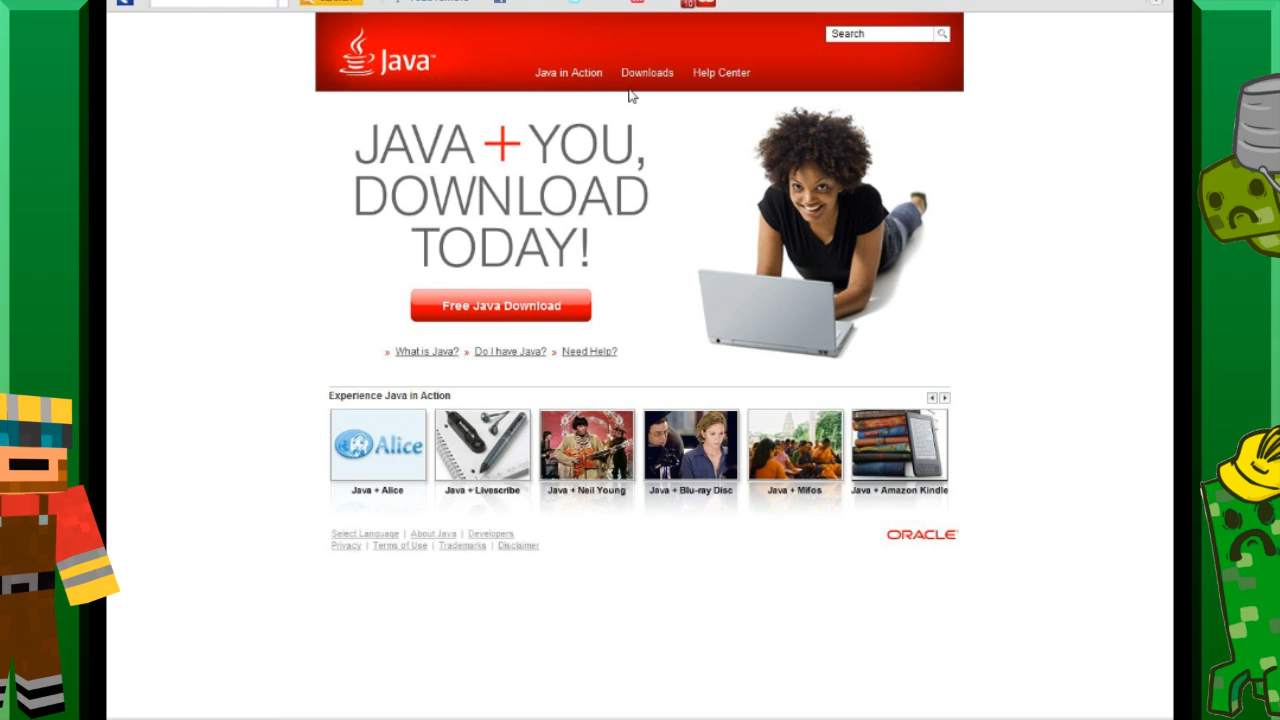 Search
Java™
Java in Action Downloads Help Center
JAVA + YOU,
DOWNLOAD
TODAY!
Free Java Download
» What is Java? » Do I have Java? » Need Help?
Experience Java in Action
Alice
Java + Alice Java + Livescribe Java + Neil Young Java + Blu-ray Disc Java + Mifos Java + Amazon Kindle
Select Language | About Java | Developers
ORACLE
Privacy | Terms of Use | Trademarks | Disclaimer